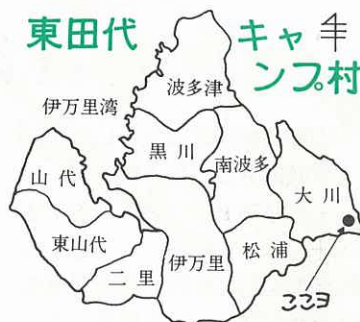 東田代 キャンプ村
波多津
伊万里湾
黒川
南波多
山代
大川
東山代
二里
伊万里
松浦
ココヨ